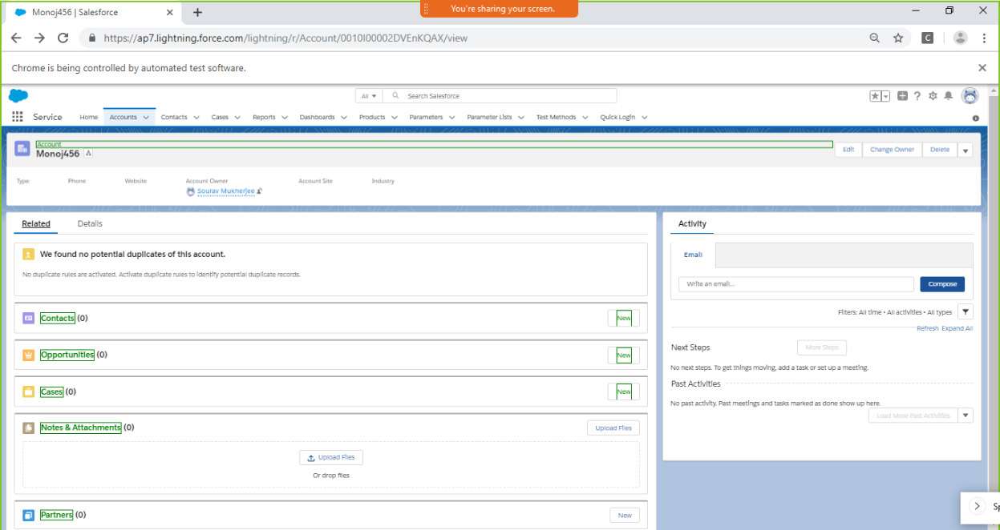 Monoj456 | Salesforce
You're sharing your screen.
https://ap7.lightning.force.com/lightning/r/Account/0010I00002DVEnKQAX/view
C
Chrome is being controlled by automated test software.
All
Search Salesforce
Service Home Accounts Contacts Cases Reports Dashboards Products Parameters Parameter Lists Test Methods Quick Login
Account
Monoj456
Edit Change Owner Delete
Type Phone Website Account Owner Account Site Industry
Sourav Mukherjee
Related Details
We found no potential duplicates of this account.
No duplicate rules are activated. Activate duplicate rules to identify potential duplicate records.
Contacts (0) New
Opportunities (0) New
Cases (0) New
Notes & Attachments (0) Upload Files
Upload Files
Or drop files
Partners (0) New
Activity
Email
Write an email...
Compose
Filters: All time • All activities • All types
Refresh Expand All
Next Steps
More Steps
No next steps. To get things moving, add a task or set up a meeting.
Past Activities
No past activity. Past meetings and tasks marked as done show up here.
Load More Past Activities